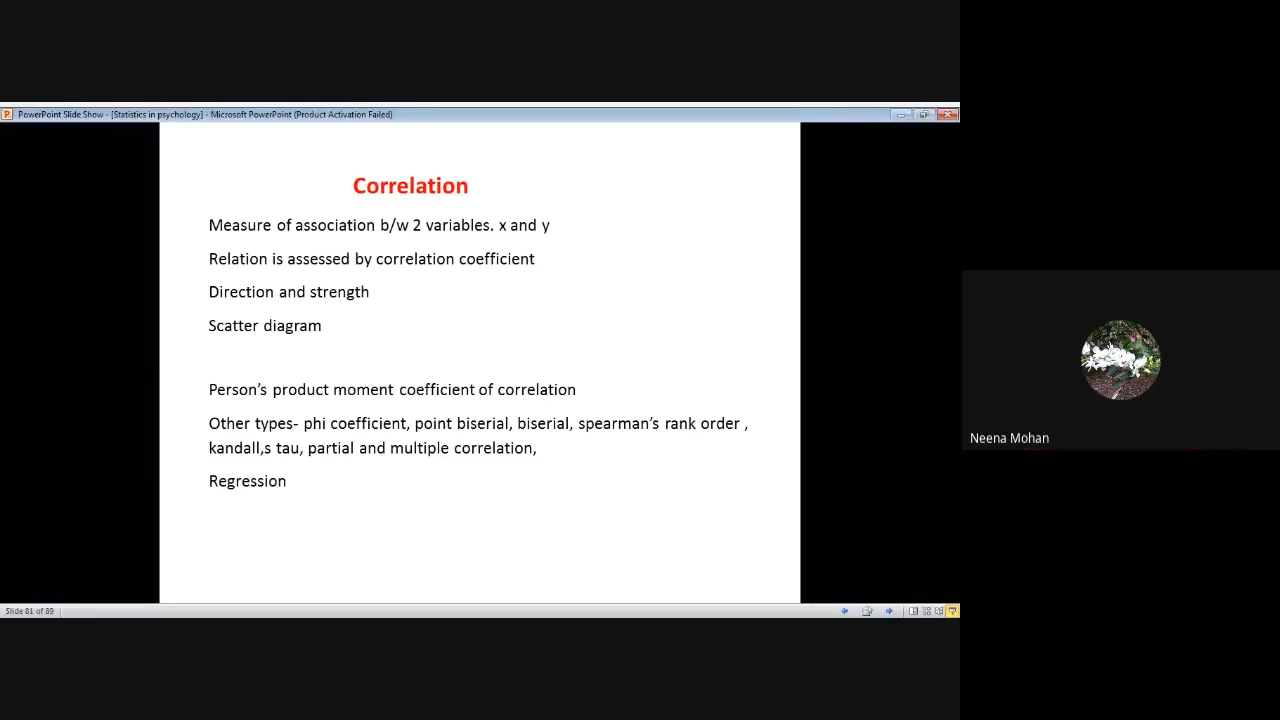 PowerPoint Slide Show - [Statistics in psychology] - Microsoft PowerPoint (Product Activation Failed)
Correlation
Measure of association b/w 2 variables. x and y
Relation is assessed by correlation coefficient
Direction and strength
Scatter diagram
Person's product moment coefficient of correlation
Other types- phi coefficient, point biserial, biserial, spearman's rank order ,
kandall,s tau, partial and multiple correlation,
Regression
Neena Mohan
Slide 81 of 89